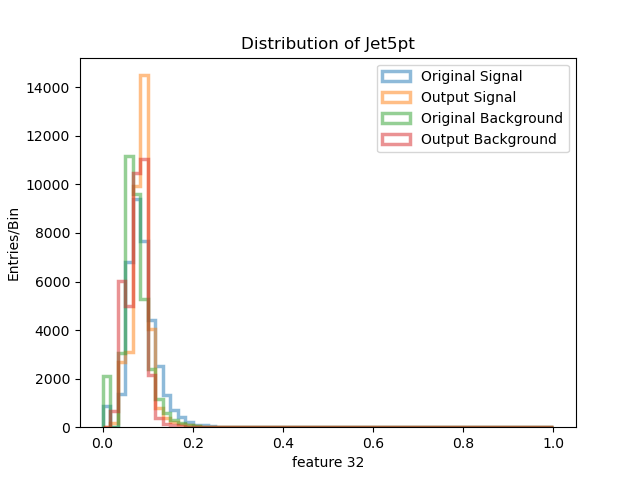 Distribution of Jet5pt
Original Signal
Output Signal
Original Background
Output Background
Entries/Bin
14000
12000
10000
8000
6000
4000
2000
0
0.0 0.2 0.4 0.6 0.8 1.0
feature 32